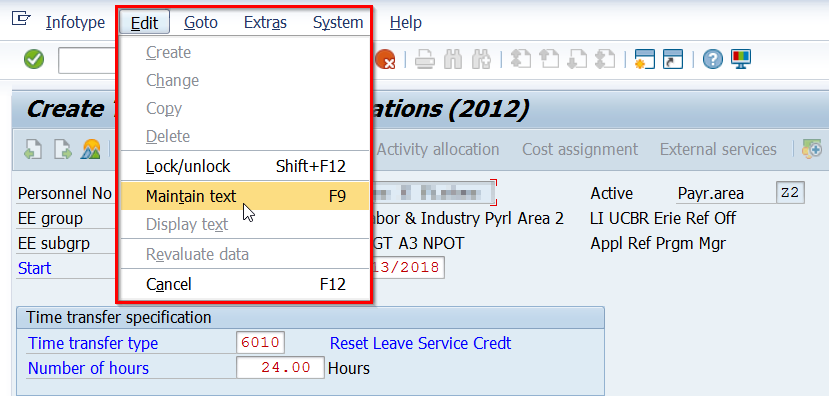 Infotype Edit Goto Extras System Help
Create
Change
Copy
Delete
Lock/unlock Shift+F12
Maintain text F9
Display text
Revaluate data
Cancel F12
Create ations (2012)
Activity allocation Cost assignment External services
Personnel No Active Payr.area Z2
EE group bor & Industry Pyrl Area 2 LI UCBR Erie Ref Off
EE subgrp GT A3 NPOT Appl Ref Prgm Mgr
Start 13/2018
Time transfer specification
Time transfer type 6010 Reset Leave Service Credt
Number of hours 24.00 Hours